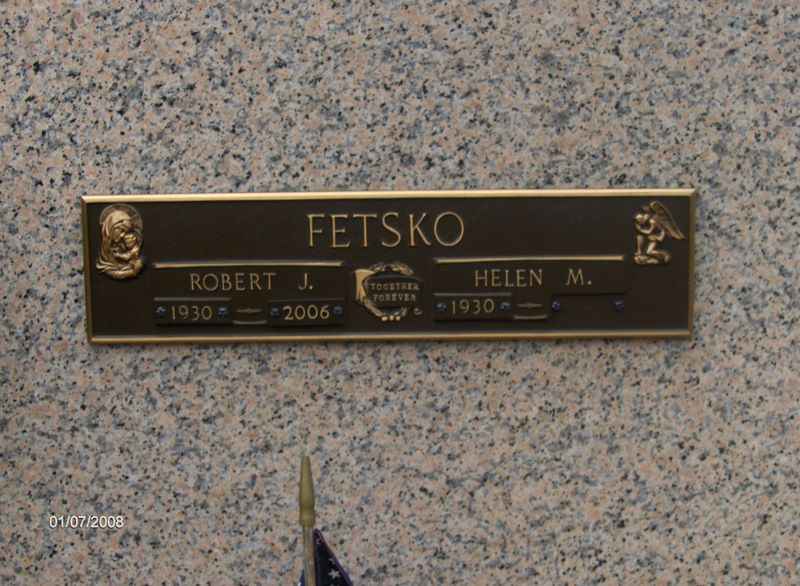 FETSKO
ROBERT J.
1930 2006
TOGETHER
FOREVER
HELEN M.
1930
01/07/2008